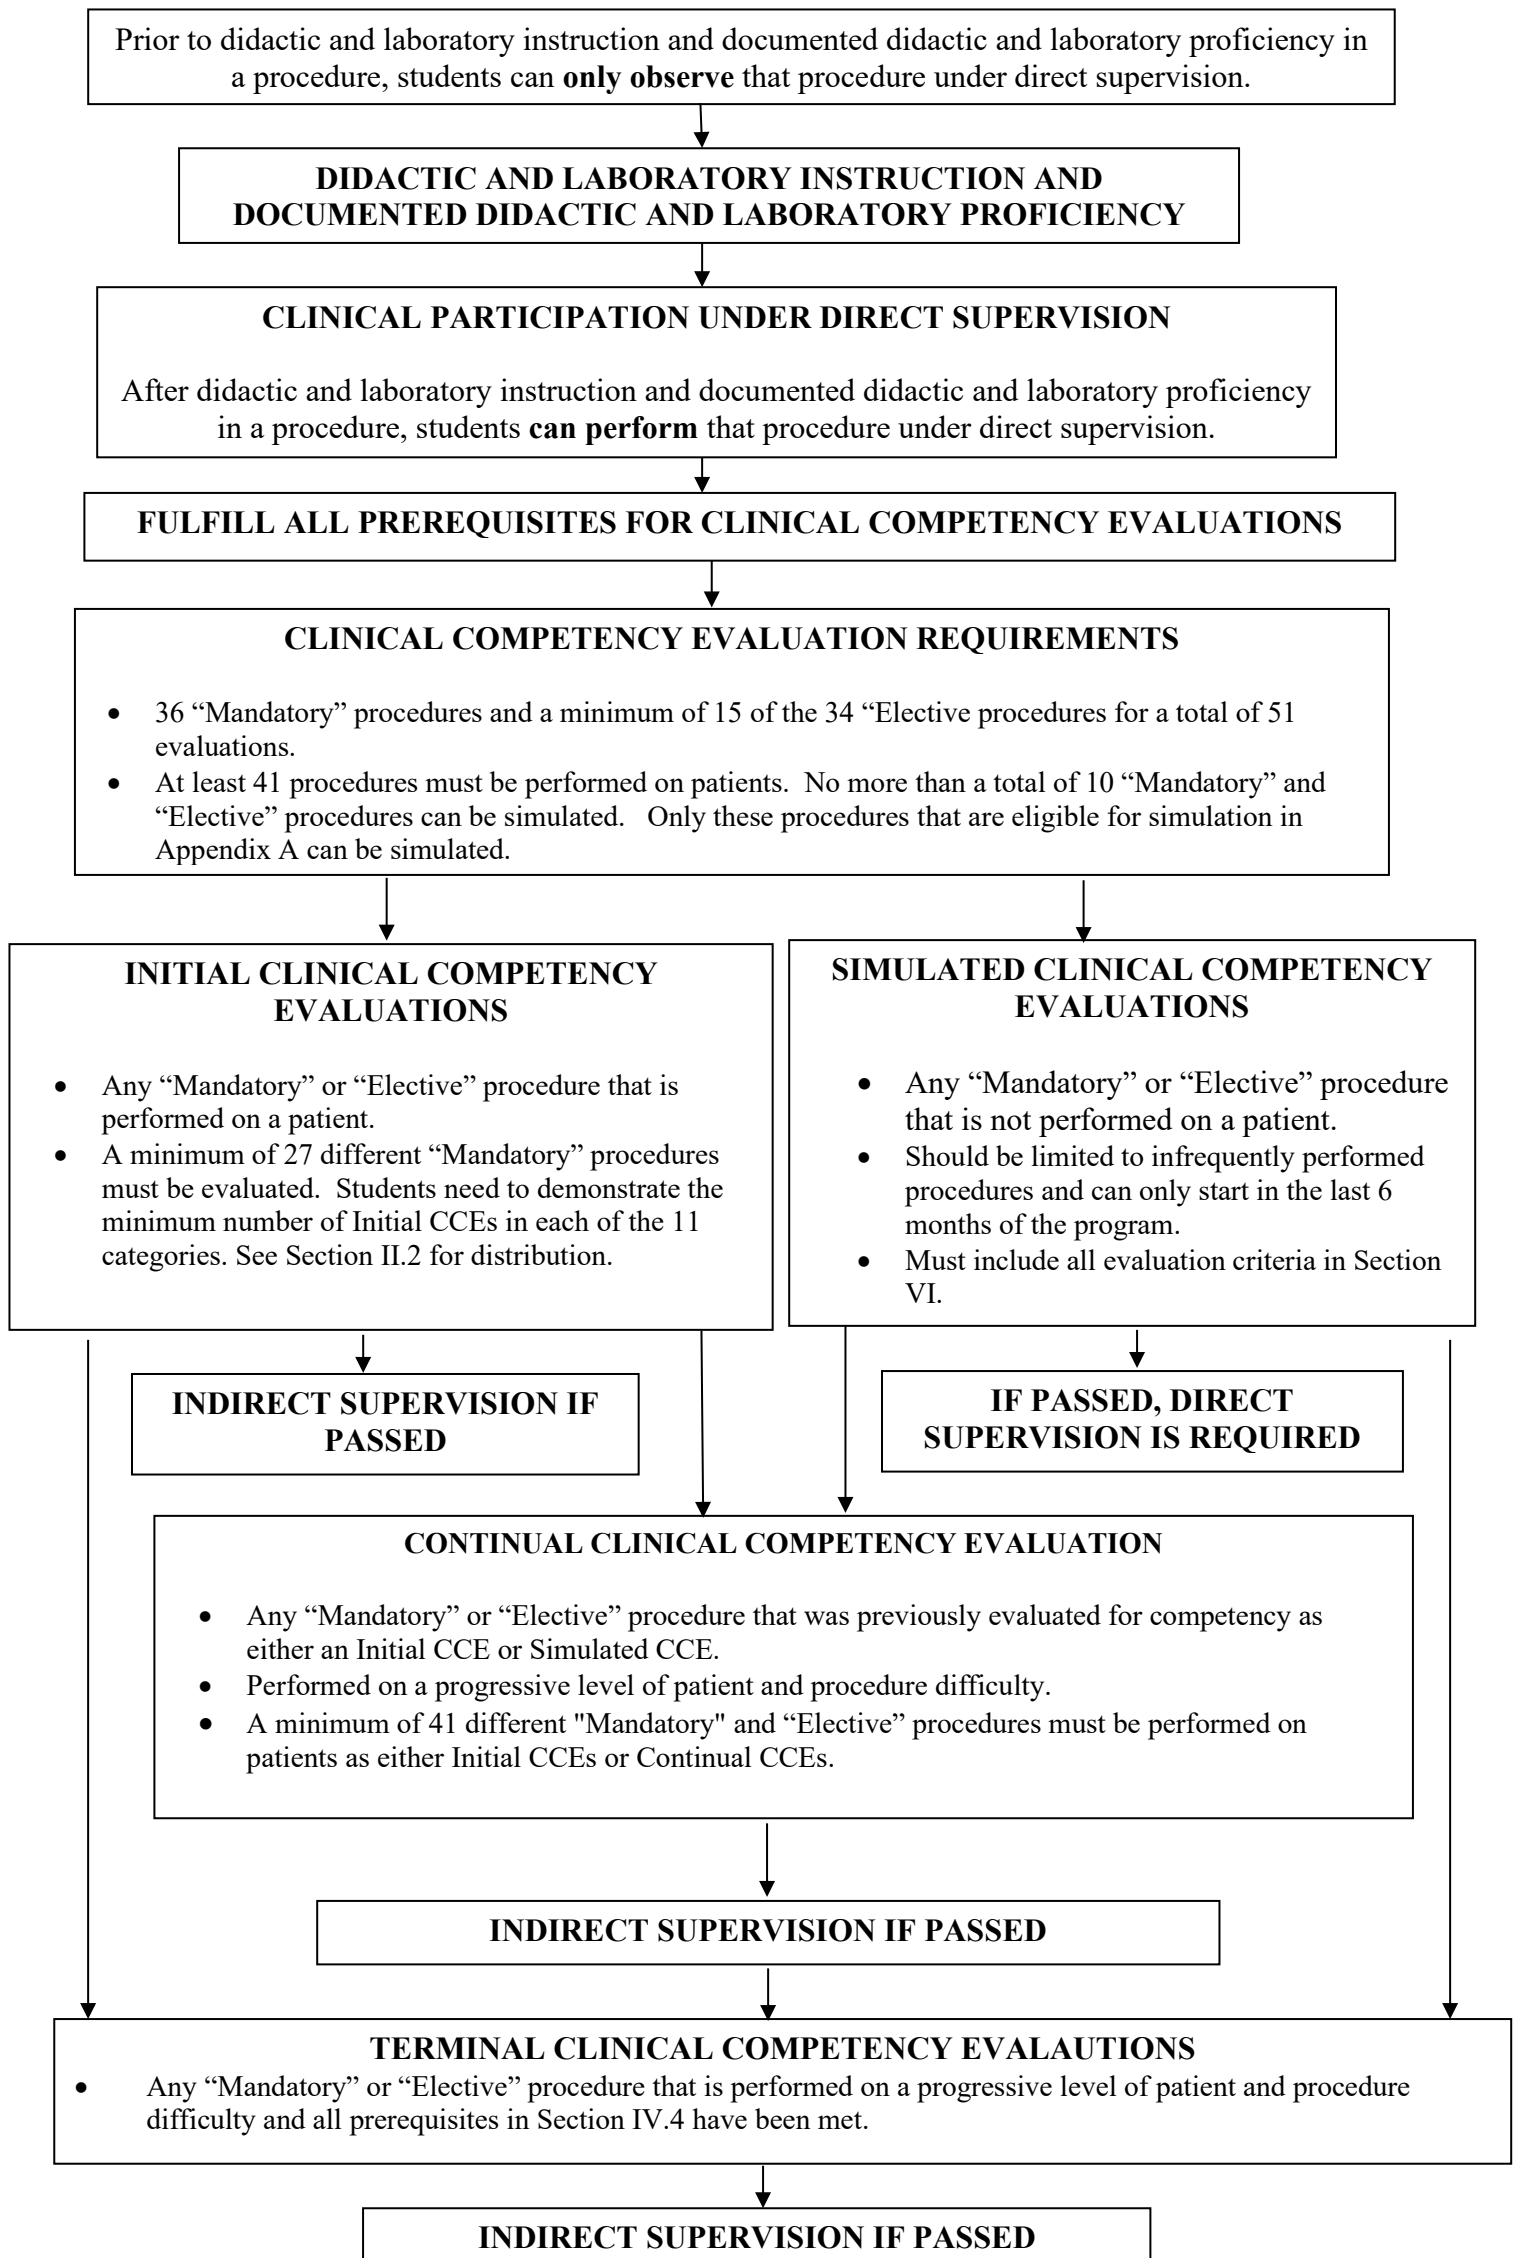 Prior to didactic and laboratory instruction and documented didactic and laboratory proficiency in
a procedure, students can only observe that procedure under direct supervision.
DIDACTIC AND LABORATORY INSTRUCTION AND
DOCUMENTED DIDACTIC AND LABORATORY PROFICIENCY
CLINICAL PARTICIPATION UNDER DIRECT SUPERVISION
After didactic and laboratory instruction and documented didactic and laboratory proficiency
in a procedure, students can perform that procedure under direct supervision.
FULFILL ALL PREREQUISITES FOR CLINICAL COMPETENCY EVALUATIONS
CLINICAL COMPETENCY EVALUATION REQUIREMENTS
• 36 “Mandatory” procedures and a minimum of 15 of the 34 “Elective procedures for a total of 51
evaluations.
• At least 41 procedures must be performed on patients. No more than a total of 10 “Mandatory” and
“Elective” procedures can be simulated. Only these procedures that are eligible for simulation in
Appendix A can be simulated.
INITIAL CLINICAL COMPETENCY
EVALUATIONS
• Any “Mandatory” or “Elective” procedure that is
performed on a patient.
• A minimum of 27 different “Mandatory” procedures
must be evaluated. Students need to demonstrate the
minimum number of Initial CCEs in each of the 11
categories. See Section II.2 for distribution.
SIMULATED CLINICAL COMPETENCY
EVALUATIONS
• Any “Mandatory” or “Elective” procedure
that is not performed on a patient.
• Should be limited to infrequently performed
procedures and can only start in the last 6
months of the program.
• Must include all evaluation criteria in Section
VI.
INDIRECT SUPERVISION IF
PASSED
IF PASSED, DIRECT
SUPERVISION IS REQUIRED
CONTINUAL CLINICAL COMPETENCY EVALUATION
• Any “Mandatory” or “Elective” procedure that was previously evaluated for competency as
either an Initial CCE or Simulated CCE.
• Performed on a progressive level of patient and procedure difficulty.
• A minimum of 41 different "Mandatory" and “Elective” procedures must be performed on
patients as either Initial CCEs or Continual CCEs.
INDIRECT SUPERVISION IF PASSED
TERMINAL CLINICAL COMPETENCY EVALAUTIONS
• Any “Mandatory” or “Elective” procedure that is performed on a progressive level of patient and procedure
difficulty and all prerequisites in Section IV.4 have been met.
INDIRECT SUPERVISION IF PASSED